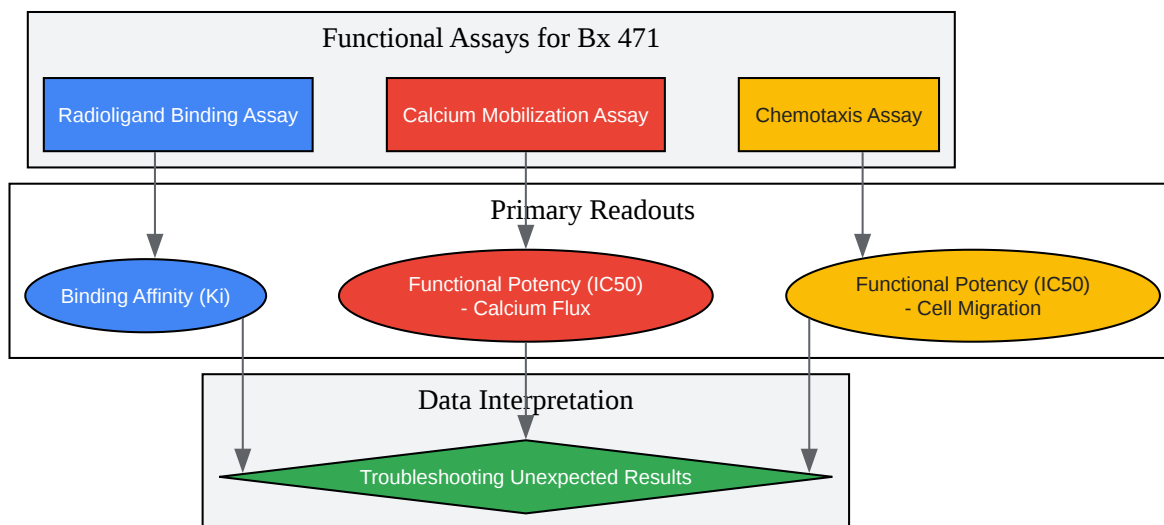 Functional Assays for Bx 471
Radioligand Binding Assay
Calcium Mobilization Assay
Chemotaxis Assay
Primary Readouts
Binding Affinity (Ki)
Functional Potency (IC50)
- Calcium Flux
Functional Potency (IC50)
- Cell Migration
Data Interpretation
Troubleshooting Unexpected Results